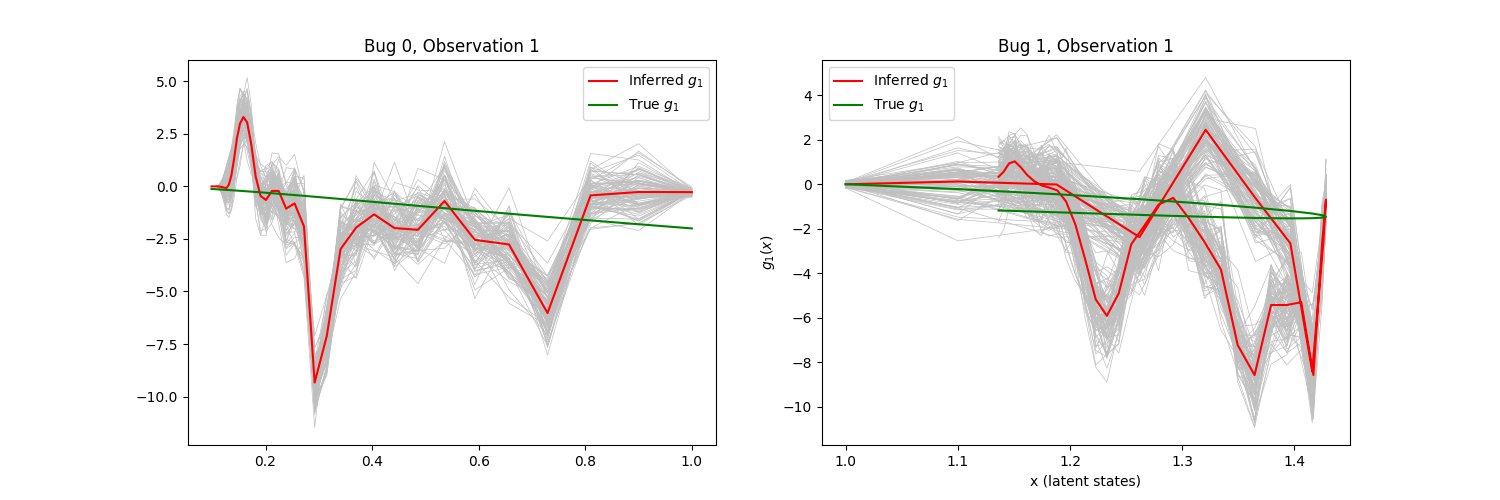 Bug 0, Observation 1
5.0
2.5
0.0
−2.5
−5.0
−7.5
−10.0
0.2 0.4 0.6 0.8 1.0
Inferred g₁
True g₁
Bug 1, Observation 1
4
2
0
−2
−4
−6
−8
−10
g₁(x)
1.0 1.1 1.2 1.3 1.4
x (latent states)
Inferred g₁
True g₁